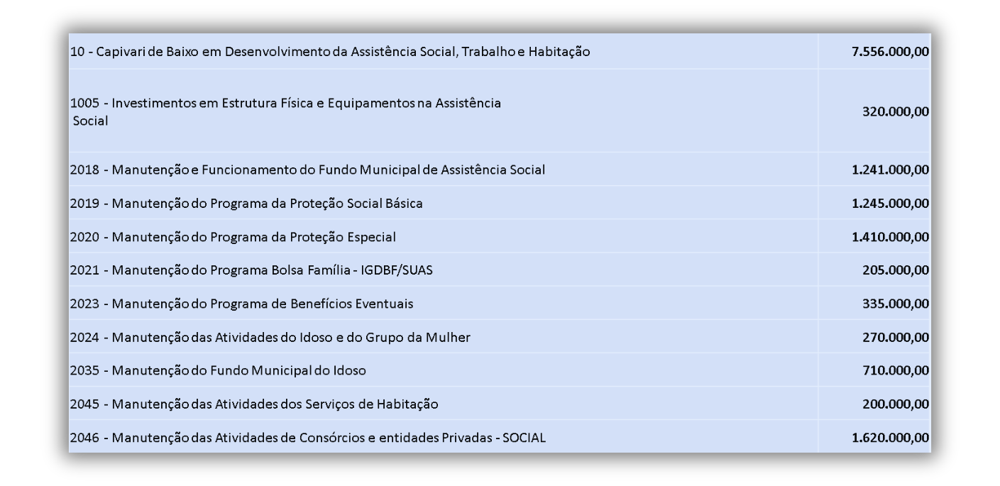 10 - Capivari de Baixo em Desenvolvimento da Assistência Social, Trabalho e Habitação 7.556.000,00
1005 - Investimentos em Estrutura Física e Equipamentos na Assistência
Social 320.000,00
2018 - Manutenção e Funcionamento do Fundo Municipal de Assistência Social 1.241.000,00
2019 - Manutenção do Programa da Proteção Social Básica 1.245.000,00
2020 - Manutenção do Programa da Proteção Especial 1.410.000,00
2021 - Manutenção do Programa Bolsa Família - IGDBF/SUAS 205.000,00
2023 - Manutenção do Programa de Benefícios Eventuais 335.000,00
2024 - Manutenção das Atividades do Idoso e do Grupo da Mulher 270.000,00
2035 - Manutenção do Fundo Municipal do Idoso 710.000,00
2045 - Manutenção das Atividades dos Serviços de Habitação 200.000,00
2046 - Manutenção das Atividades de Consórcios e entidades Privadas - SOCIAL 1.620.000,00